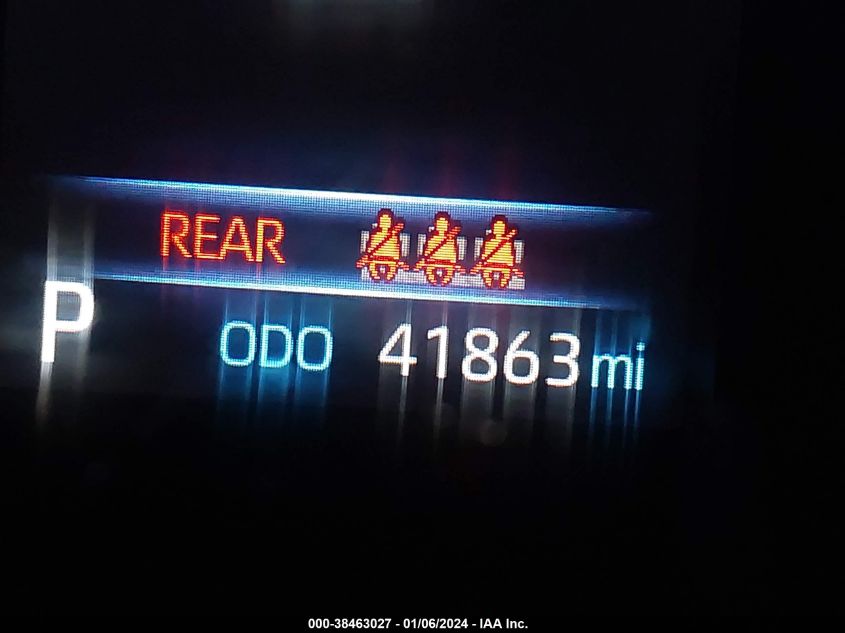 REAR
P
ODO 41863 mi
000-38463027 - 01/06/2024 - IAA Inc.